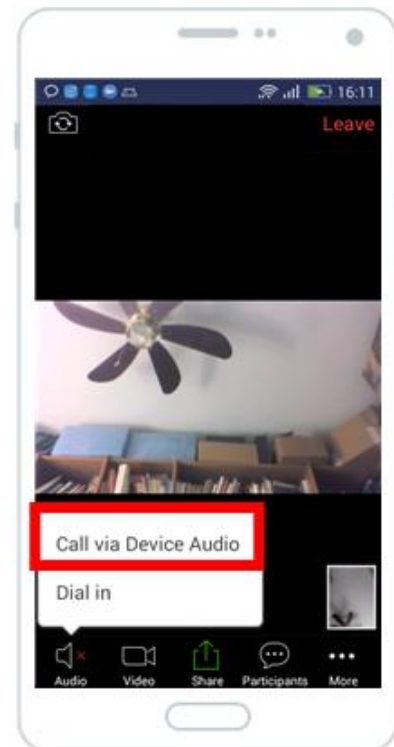 16:11
Leave
Call via Device Audio
Dial in
Audio Video Share Participants More